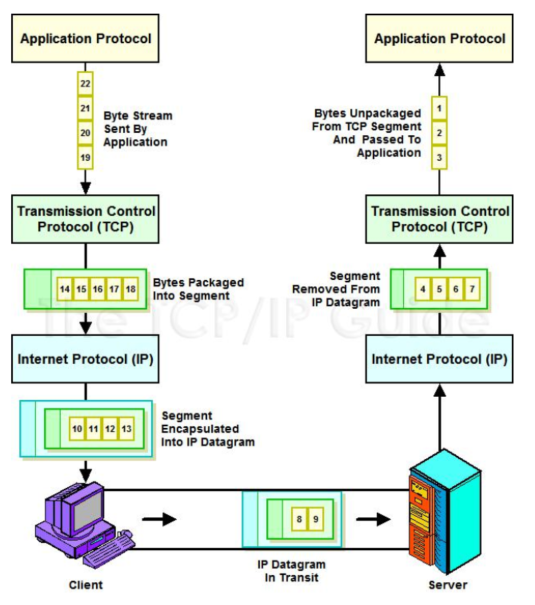 Application Protocol
Application Protocol
22
21
20
19
Byte Stream
Sent By
Application
Bytes Unpackaged
From TCP Segment
And Passed To
Application
1
2
3
Transmission Control
Protocol (TCP)
Transmission Control
Protocol (TCP)
14 15 16 17 18
Bytes Packaged
Into Segment
Segment
Removed From
IP Datagram
4 5 6 7
The TCP/IP Guide
Internet Protocol (IP)
Internet Protocol (IP)
10 11 12 13
Segment
Encapsulated
Into IP Datagram
8 9
IP Datagram
In Transit
Client
Server